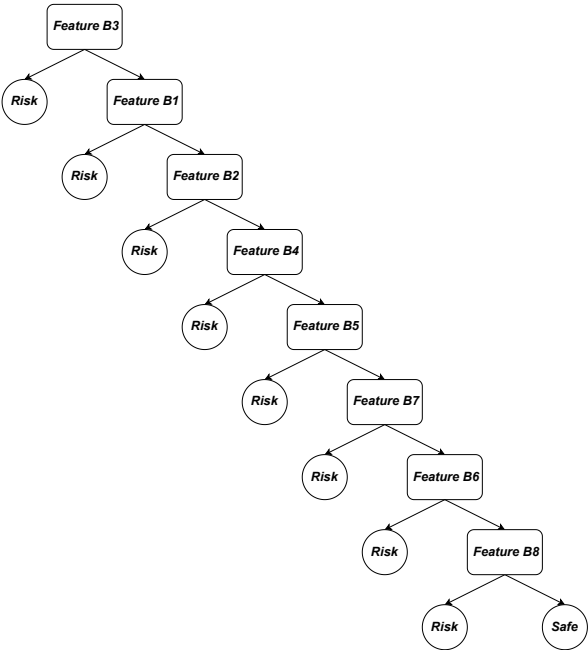 Feature B3
Risk
Feature B1
Risk
Feature B2
Risk
Feature B4
Risk
Feature B5
Risk
Feature B7
Risk
Feature B6
Risk
Feature B8
Risk
Safe